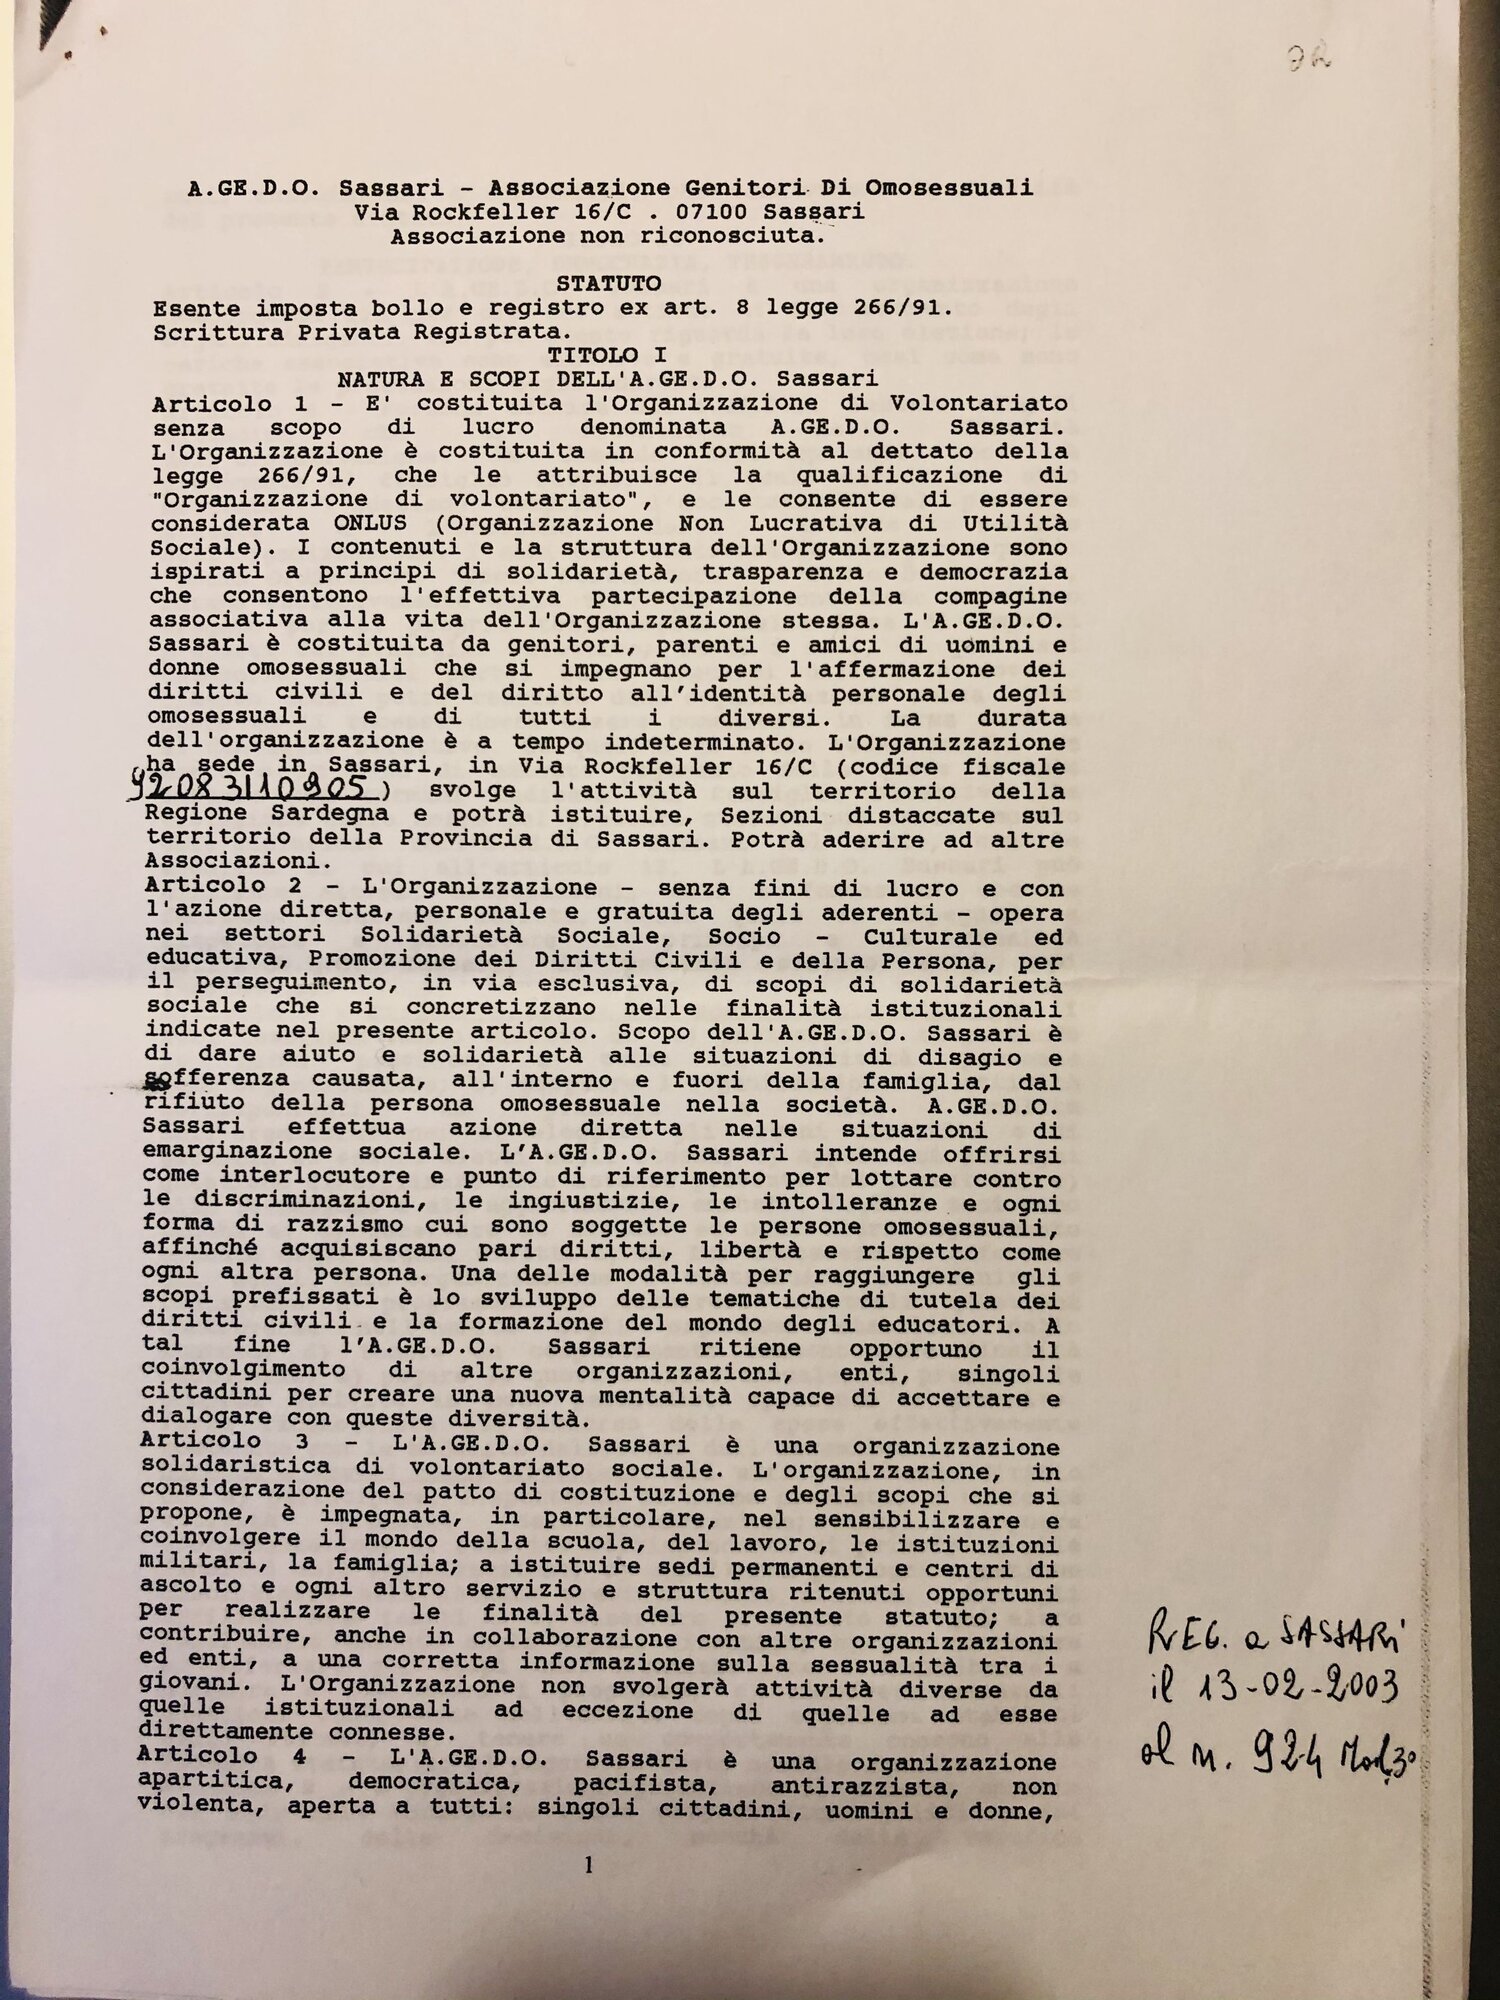 A.GE.D.O. Sassari – Associazione Genitori Di Omosessuali
Via Rockfeller 16/C . 07100 Sassari
Associazione non riconosciuta.
STATUTO
Esente imposta bollo e registro ex art. 8 legge 266/91.
Scrittura Privata Registrata.
TITOLO I
NATURA E SCOPI DELL'A.GE.D.O. Sassari
Articolo 1 - E' costituita l'Organizzazione di Volontariato
senza scopo di lucro denominata A.GE.D.O. Sassari.
L'Organizzazione è costituita in conformità al dettato della
legge 266/91, che le attribuisce la qualificazione di
"Organizzazione di volontariato", e le consente di essere
considerata ONLUS (Organizzazione Non Lucrativa di Utilità
Sociale). I contenuti e la struttura dell'Organizzazione sono
ispirati a principi di solidarietà, trasparenza e democrazia
che consentono l'effettiva partecipazione della compagine
associativa alla vita dell'Organizzazione stessa. L'A.GE.D.O.
Sassari è costituita da genitori, parenti e amici di uomini e
donne omosessuali che si impegnano per l'affermazione dei
diritti civili e del diritto all’identità personale degli
omosessuali e di tutti i diversi. La durata
dell'organizzazione è a tempo indeterminato. L'Organizzazione
ha sede in Sassari, in Via Rockfeller 16/C (codice fiscale
92083110905) svolge l'attività sul territorio della
Regione Sardegna e potrà istituire, Sezioni distaccate sul
territorio della Provincia di Sassari. Potrà aderire ad altre
Associazioni.
Articolo 2 - L'Organizzazione – senza fini di lucro e con
l'azione diretta, personale e gratuita degli aderenti – opera
nei settori Solidarietà Sociale, Socio – Culturale ed
educativa, Promozione dei Diritti Civili e della Persona, per
il perseguimento, in via esclusiva, di scopi di solidarietà
sociale che si concretizzano nelle finalità istituzionali
indicate nel presente articolo. Scopo dell'A.GE.D.O. Sassari è
di dare aiuto e solidarietà alle situazioni di disagio e
sofferenza causata, all'interno e fuori della famiglia, dal
rifiuto della persona omosessuale nella società. A.GE.D.O.
Sassari effettua azione diretta nelle situazioni di
emarginazione sociale. L’A.GE.D.O. Sassari intende offrirsi
come interlocutore e punto di riferimento per lottare contro
le discriminazioni, le ingiustizie, le intolleranze e ogni
forma di razzismo cui sono soggette le persone omosessuali,
affinché acquisiscano pari diritti, libertà e rispetto come
ogni altra persona. Una delle modalità per raggiungere gli
scopi prefissati è lo sviluppo delle tematiche di tutela dei
diritti civili e la formazione del mondo degli educatori. A
tal fine l’A.GE.D.O. Sassari ritiene opportuno il
coinvolgimento di altre organizzazioni, enti, singoli
cittadini per creare una nuova mentalità capace di accettare e
dialogare con queste diversità.
Articolo 3 - L'A.GE.D.O. Sassari è una organizzazione
solidaristica di volontariato sociale. L'organizzazione, in
considerazione del patto di costituzione e degli scopi che si
propone, è impegnata, in particolare, nel sensibilizzare e
coinvolgere il mondo della scuola, del lavoro, le istituzioni
militari, la famiglia; a istituire sedi permanenti e centri di
ascolto e ogni altro servizio e struttura ritenuti opportuni
per realizzare le finalità del presente statuto; a
contribuire, anche in collaborazione con altre organizzazioni
ed enti, a una corretta informazione sulla sessualità tra i
giovani. L'Organizzazione non svolgerà attività diverse da
quelle istituzionali ad eccezione di quelle ad esse
direttamente connesse.
Articolo 4 - L'A.GE.D.O. Sassari è una organizzazione
apartitica, democratica, pacifista, antirazzista, non
violenta, aperta a tutti: singoli cittadini, uomini e donne,
REG. a SASSARi
il 13-02-2003
al n. 924 Mod.3°
1